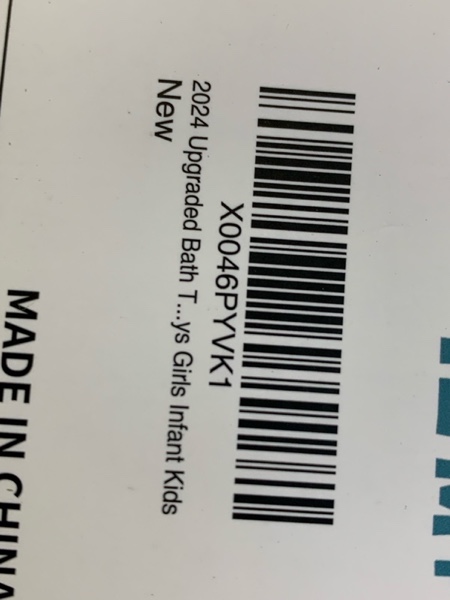 X0046PYVK1
2024 Upgraded Bath T...ys Girls Infant Kids
New
MADE IN CHINA